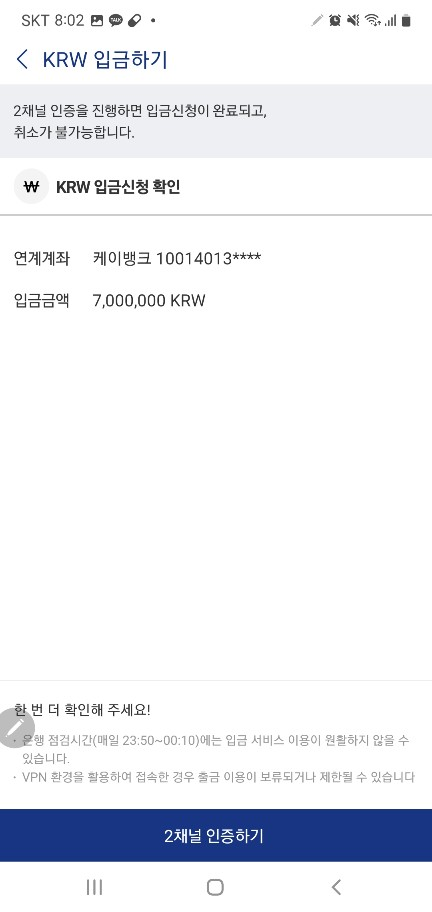 SKT 8:02
KRW 입금하기
2채널 인증을 진행하면 입금신청이 완료되고,
취소가 불가능합니다.
₩ KRW 입금신청 확인
연계계좌 케이뱅크 10014013****
입금금액 7,000,000 KRW
한 번 더 확인해 주세요!
· 은행 점검시간(매일 23:50~00:10)에는 입금 서비스 이용이 원활하지 않을 수
있습니다.
· VPN 환경을 활용하여 접속한 경우 출금 이용이 보류되거나 제한될 수 있습니다
2채널 인증하기